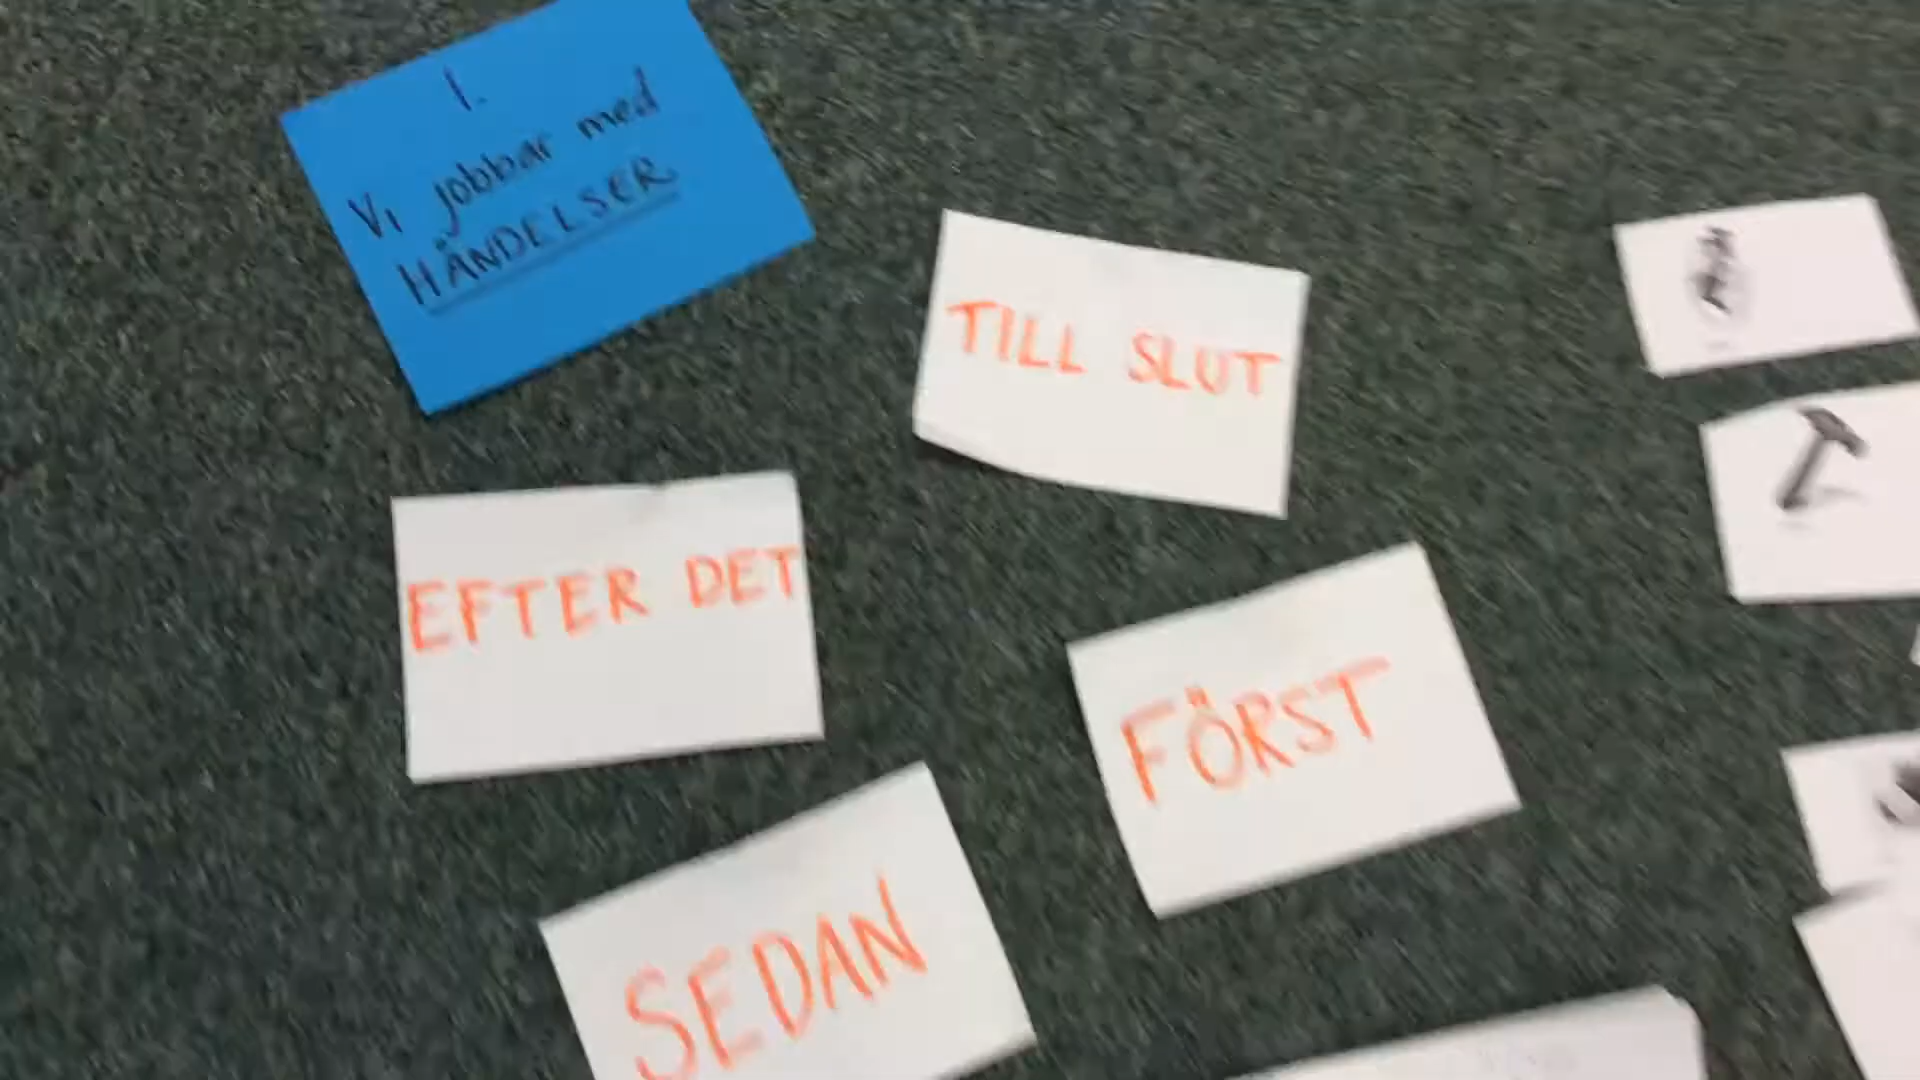 1.
Vi jobbar med
HÄNDELSER
TILL SLUT
EFTER DET
FÖRST
SEDAN